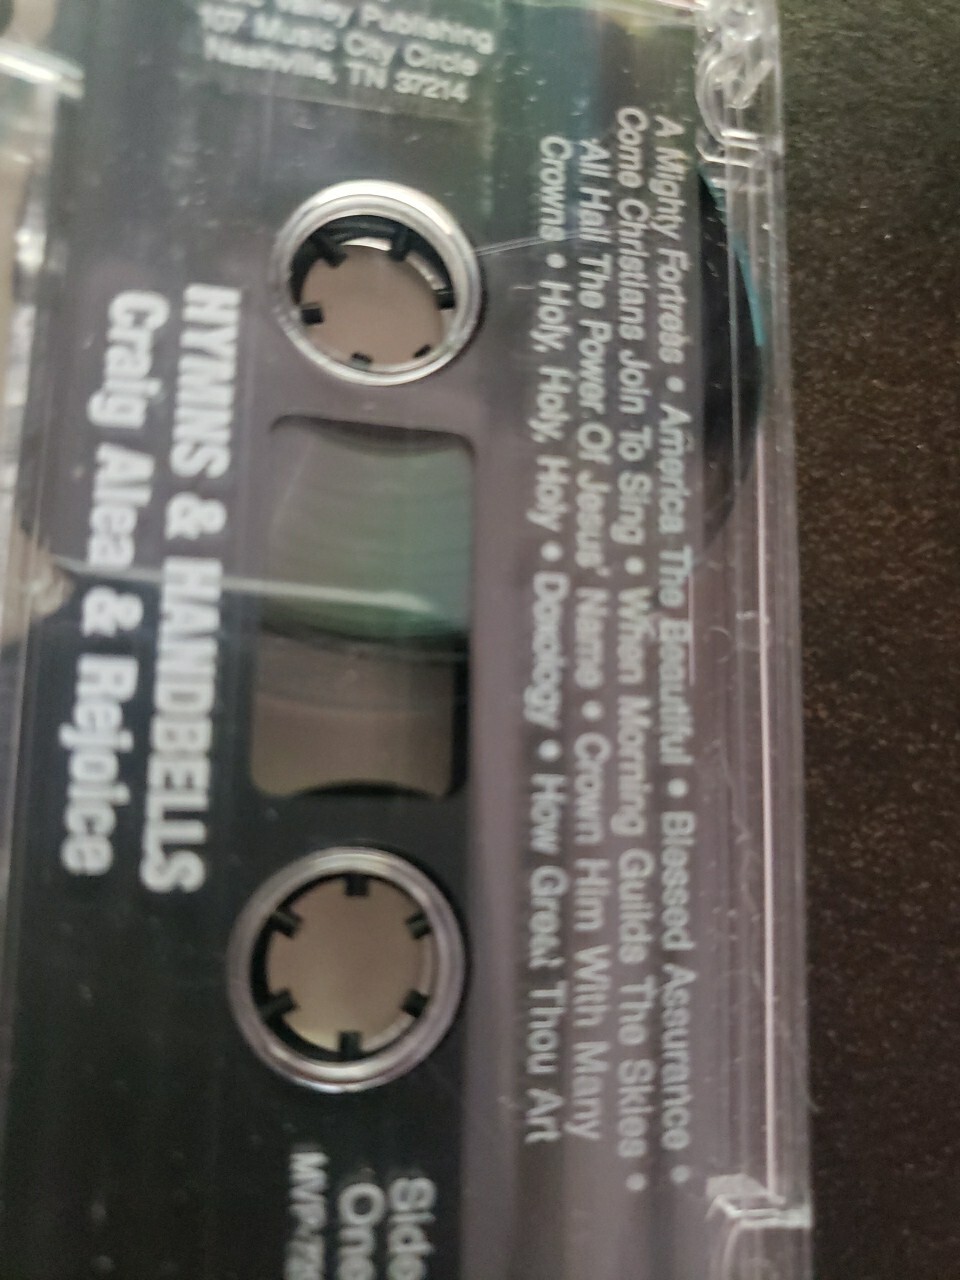 A Mighty Fortress • America The Beautiful • Blessed Assurance •
Come Christians Join To Sing • When Morning Guilds The Skies •
All Hail The Power Of Jesus' Name • Crown Him With Many
Crowns • Holy, Holy, Holy • Doxology • How Great Thou Art
Valley Publishing
107 Music City Circle
Nashville, TN 37214
Side
One
HYMNS & HANDBELLS
Craig Alea & Rejoice